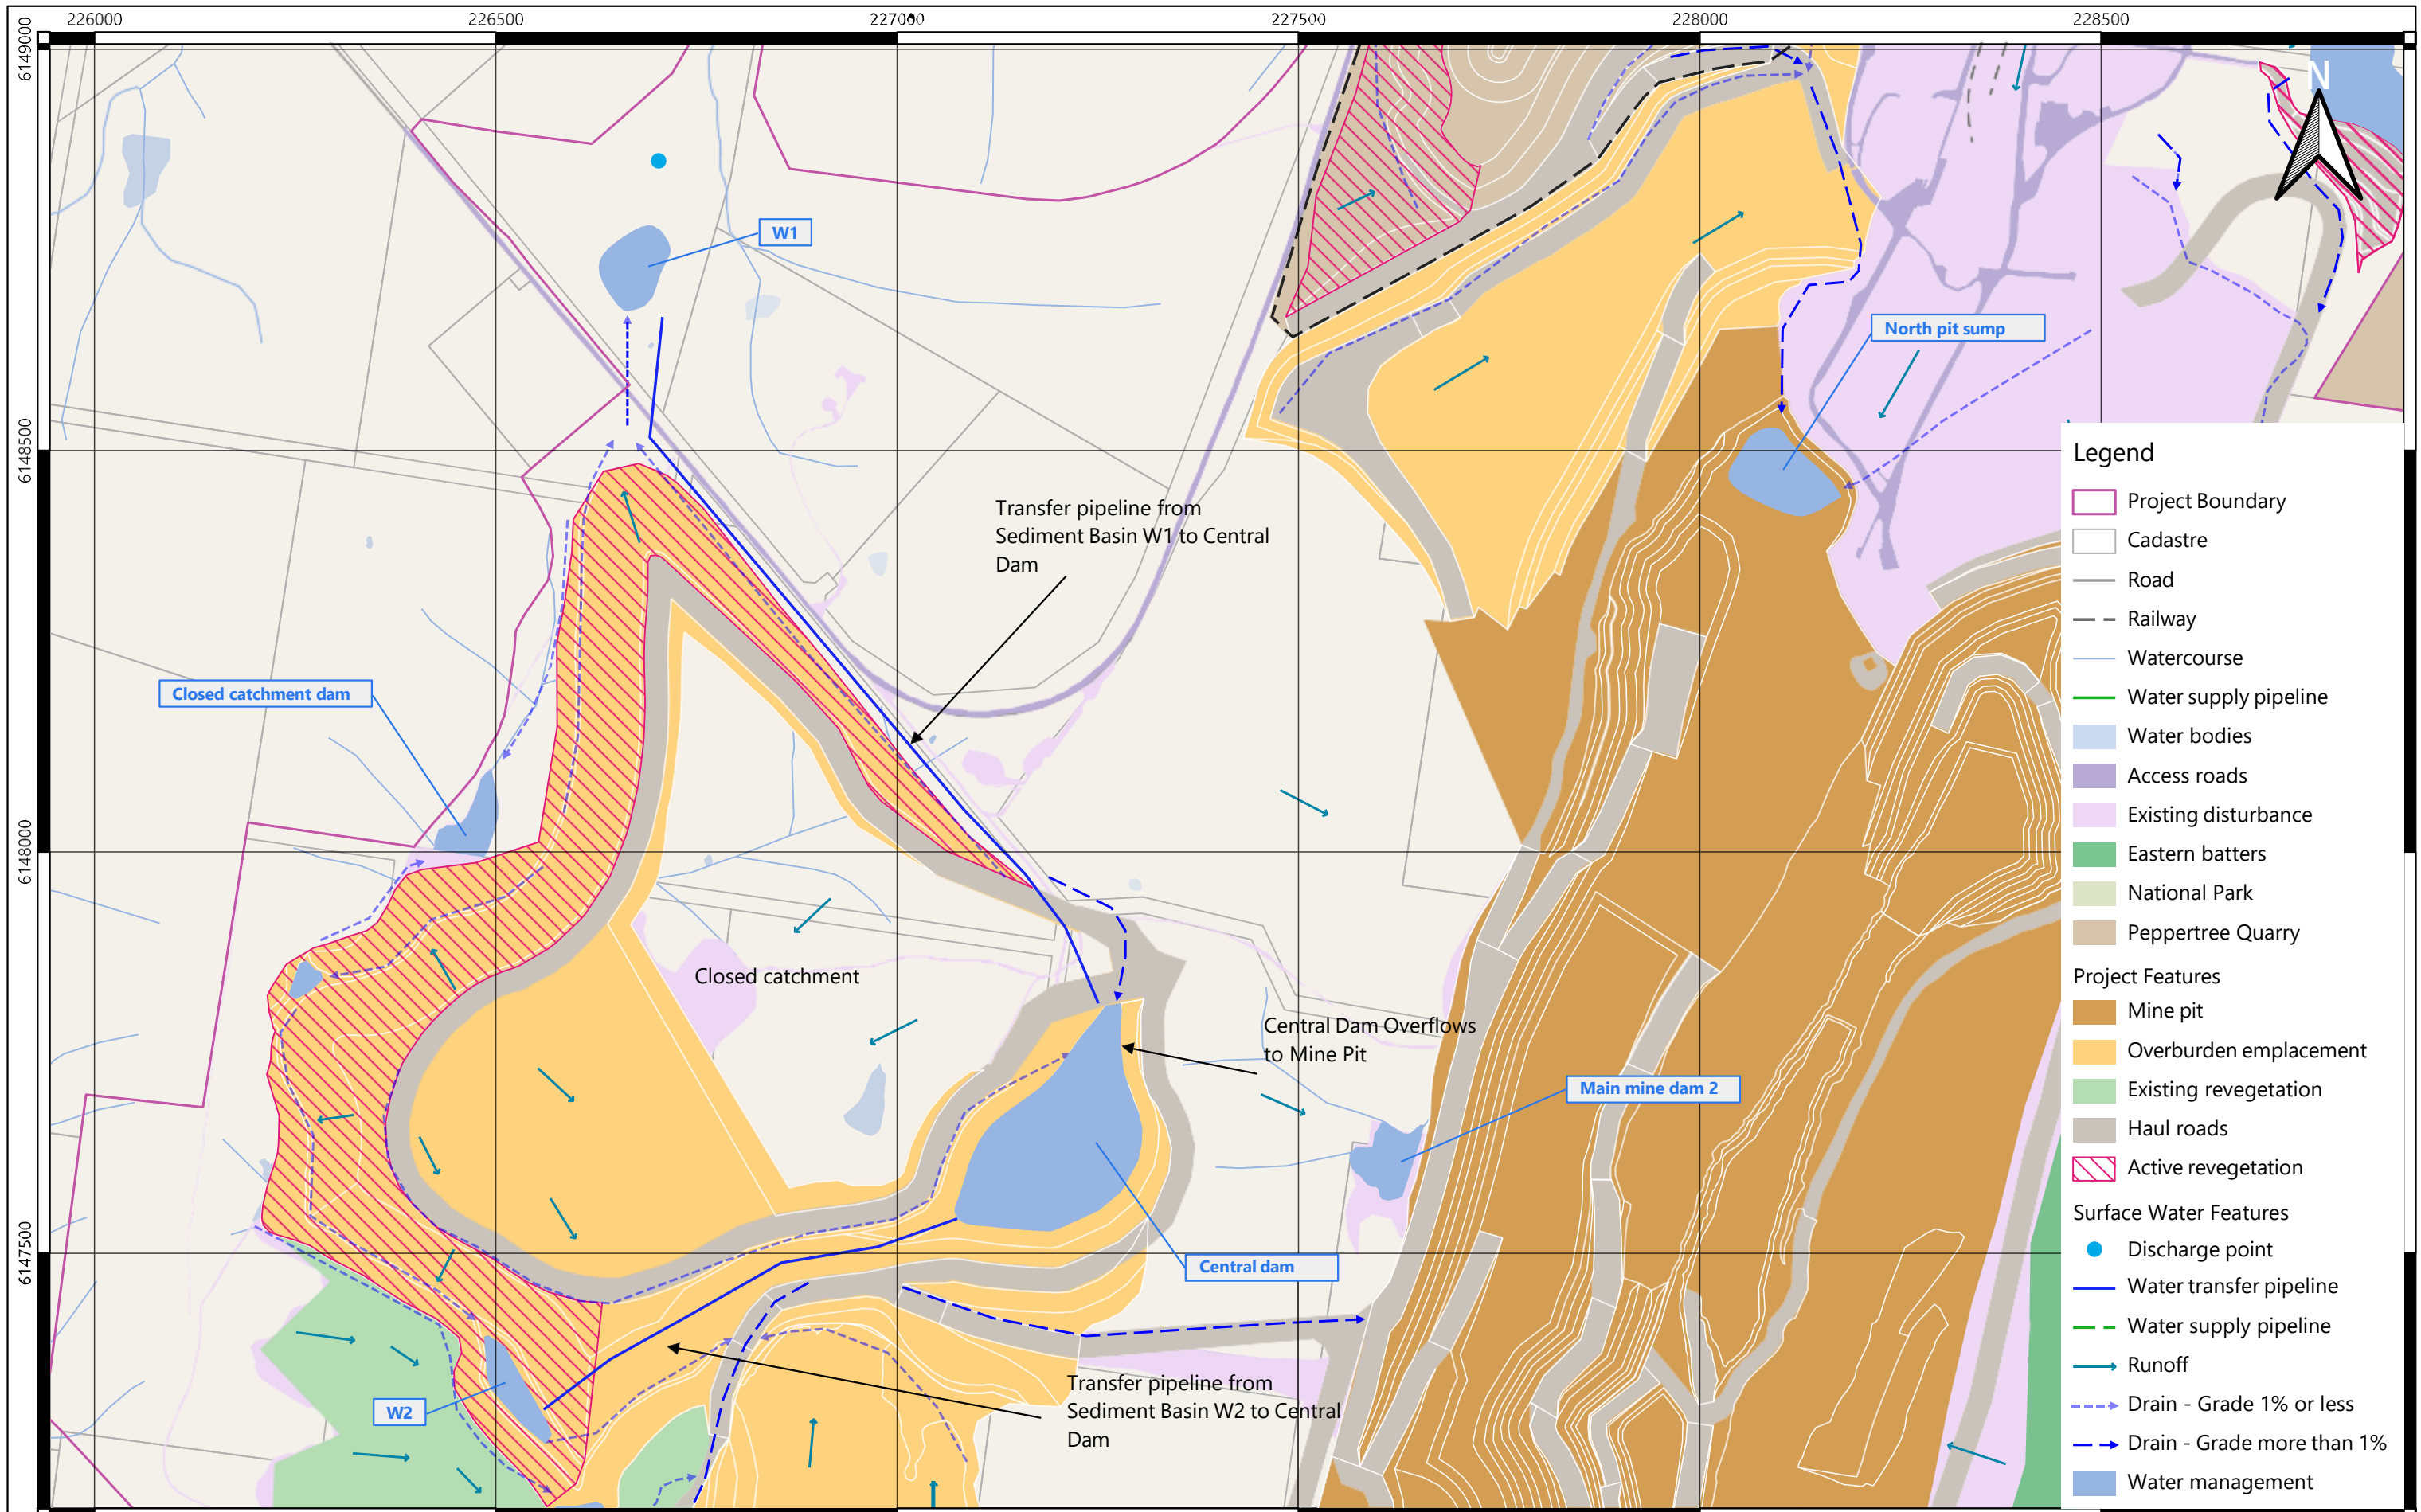 226000 226500 227000 227500 228000 228500
6149000
N
W1
North pit sump
6148500
Transfer pipeline from
Sediment Basin W1 to Central
Dam
Closed catchment dam
6148000
Closed catchment
Central Dam Overflows
to Mine Pit
Main mine dam 2
6147500
Central dam
Transfer pipeline from
Sediment Basin W2 to Central
Dam
W2
Legend
Project Boundary
Cadastre
Road
Railway
Watercourse
Water supply pipeline
Water bodies
Access roads
Existing disturbance
Eastern batters
National Park
Peppertree Quarry
Project Features
Mine pit
Overburden emplacement
Existing revegetation
Haul roads
Active revegetation
Surface Water Features
Discharge point
Water transfer pipeline
Water supply pipeline
Runoff
Drain - Grade 1% or less
Drain - Grade more than 1%
Water management